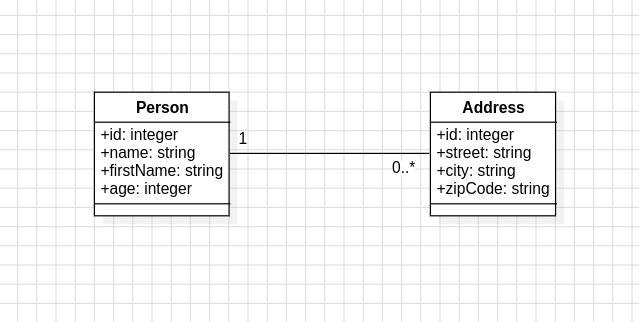 Person
+id: integer
+name: string
+firstName: string
+age: integer
1
0..*
Address
+id: integer
+street: string
+city: string
+zipCode: string